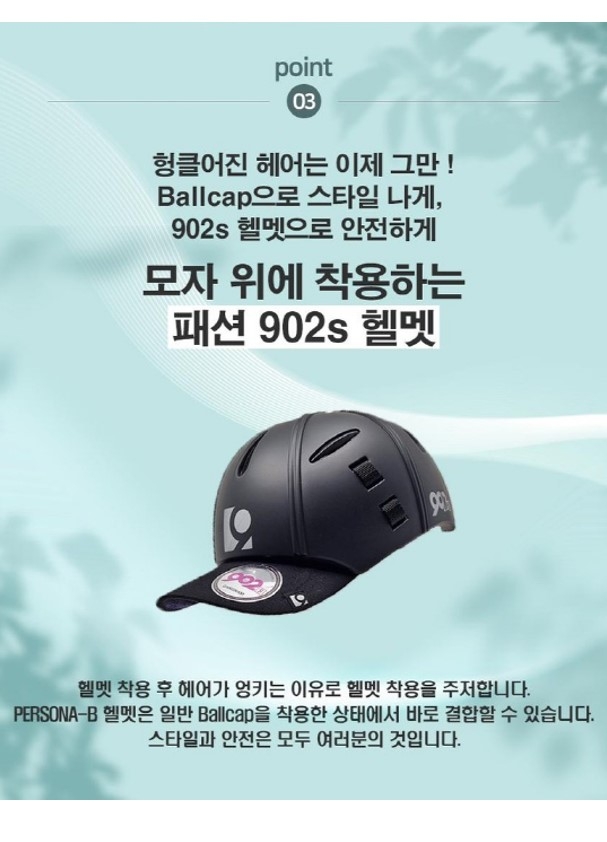 point
03
헝클어진 헤어는 이제 그만 !
Ballcap으로 스타일 나게,
902s 헬멧으로 안전하게
모자 위에 착용하는
패션 902s 헬멧
9
902
902
헬멧 착용 후 헤어가 엉키는 이유로 헬멧 착용을 주저합니다.
PERSONA-B 헬멧은 일반 Ballcap을 착용한 상태에서 바로 결합할 수 있습니다.
스타일과 안전은 모두 여러분의 것입니다.